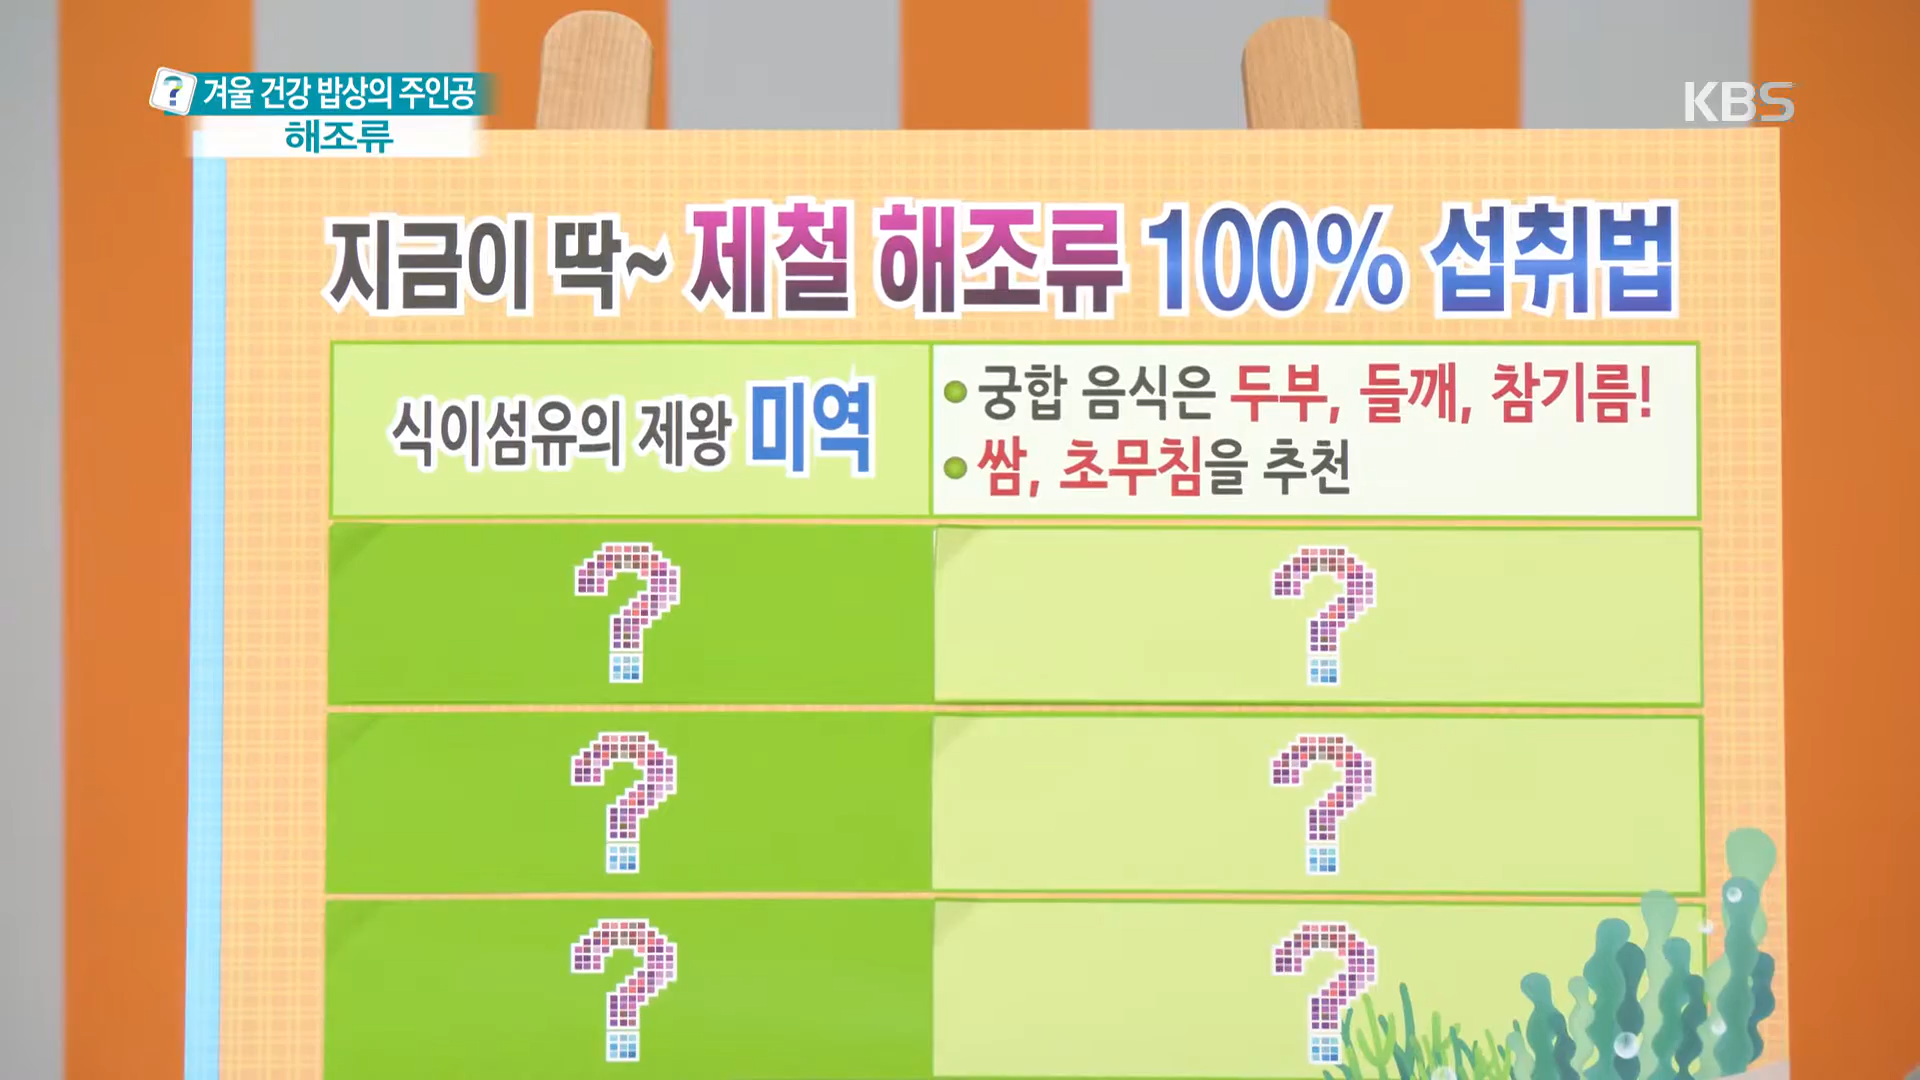 ? 겨울 건강 밥상의 주인공
해조류
KBS
지금이 딱~ 제철 해조류 100% 섭취법
식이섬유의 제왕 미역
● 궁합 음식은 두부, 들깨, 참기름!
● 쌈, 초무침을 추천
? ?
? ?
? ?